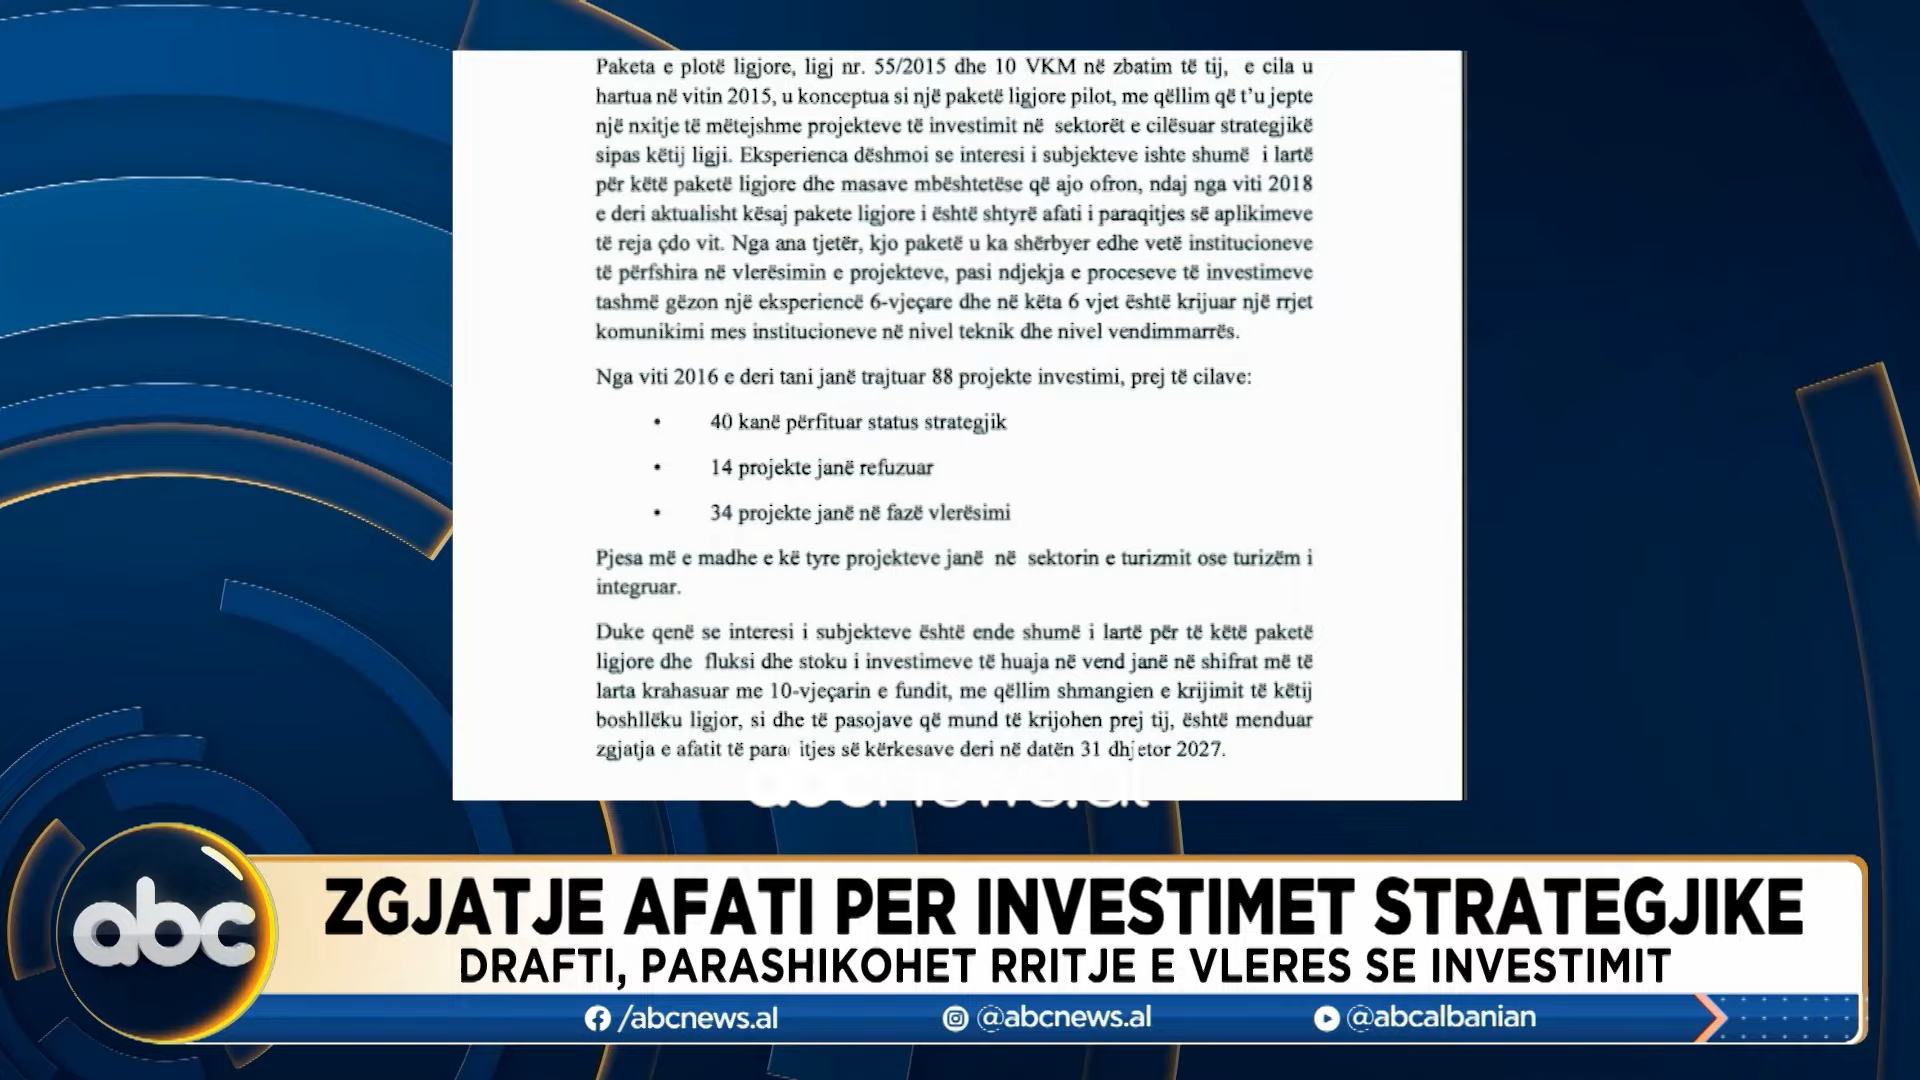 Paketa e plotë ligjore, ligj nr. 55/2015 dhe 10 VKM në zbatim të tij, e cila u
hartua në vitin 2015, u konceptua si një paketë ligjore pilot, me qëllim që t’u jepte
një nxitje të mëtejshme projekteve të investimit në sektorët e cilësuar strategjikë
sipas këtij ligji. Eksperienca dëshmoi se interesi i subjekteve ishte shumë i lartë
për këtë paketë ligjore dhe masave mbështetëse që ajo ofron, ndaj nga viti 2018
e deri aktualisht kësaj pakete ligjore i është shtyrë afati i paraqitjes së aplikimeve
të reja çdo vit. Nga ana tjetër, kjo paketë u ka shërbyer edhe vetë institucioneve
të përfshira në vlerësimin e projekteve, pasi ndjekja e proceseve të investimeve
tashmë gëzon një eksperiencë 6-vjeçare dhe në këta 6 vjet është krijuar një rrjet
komunikimi mes institucioneve në nivel teknik dhe nivel vendimmarrës.
Nga viti 2016 e deri tani janë trajtuar 88 projekte investimi, prej të cilave:
• 40 kanë përfituar status strategjik
• 14 projekte janë refuzuar
• 34 projekte janë në fazë vlerësimi
Pjesa më e madhe e kë tyre projekteve janë në sektorin e turizmit ose turizëm i
integruar.
Duke qenë se interesi i subjekteve është ende shumë i lartë për të këtë paketë
ligjore dhe fluksi dhe stoku i investimeve të huaja në vend janë në shifrat më të
larta krahasuar me 10-vjeçarin e fundit, me qëllim shmangien e krijimit të këtij
boshllëku ligjor, si dhe të pasojave që mund të krijohen prej tij, është menduar
zgjatja e afatit të para itjes së kërkesave deri në datën 31 dhjetor 2027.
abcnews.al
ZGJATJE AFATI PER INVESTIMET STRATEGJIKE
DRAFTI, PARASHIKOHET RRITJE E VLERES SE INVESTIMIT
abc
/abcnews.al
@abcnews.al
@abcalbanian